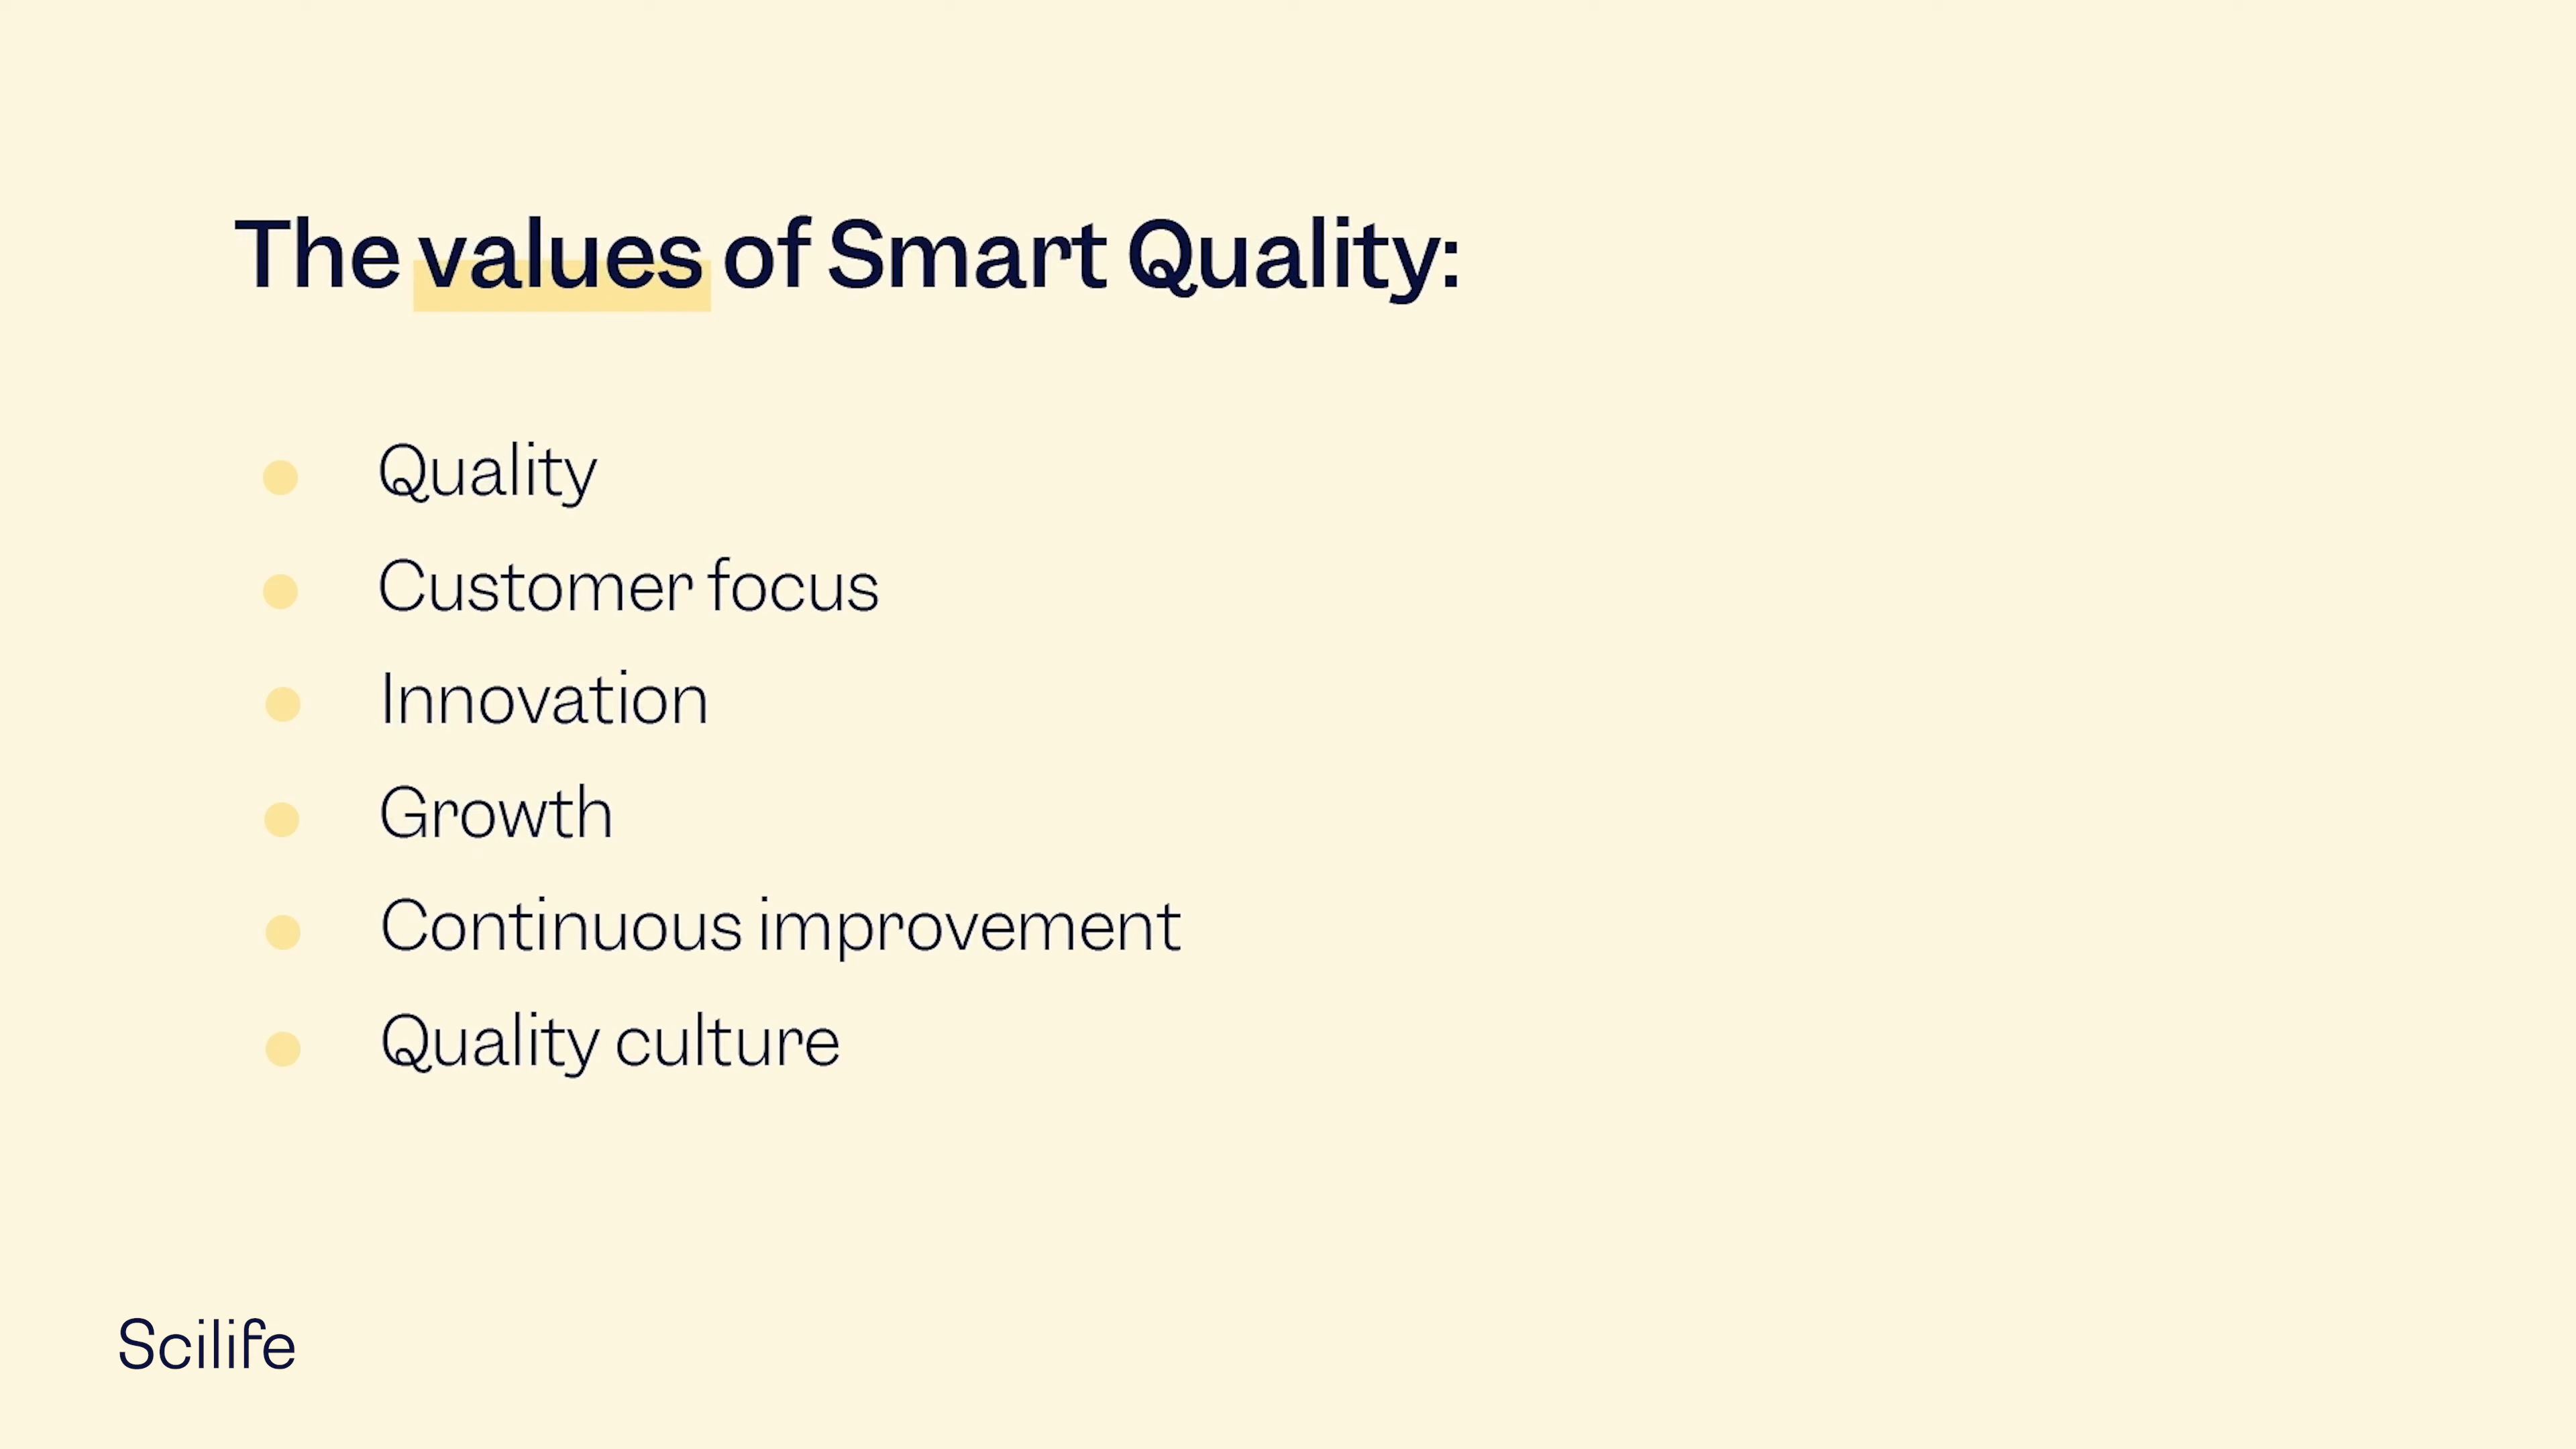 The values of Smart Quality:
Quality
Customer focus
Innovation
Growth
Continuous improvement
Quality culture
Scilife